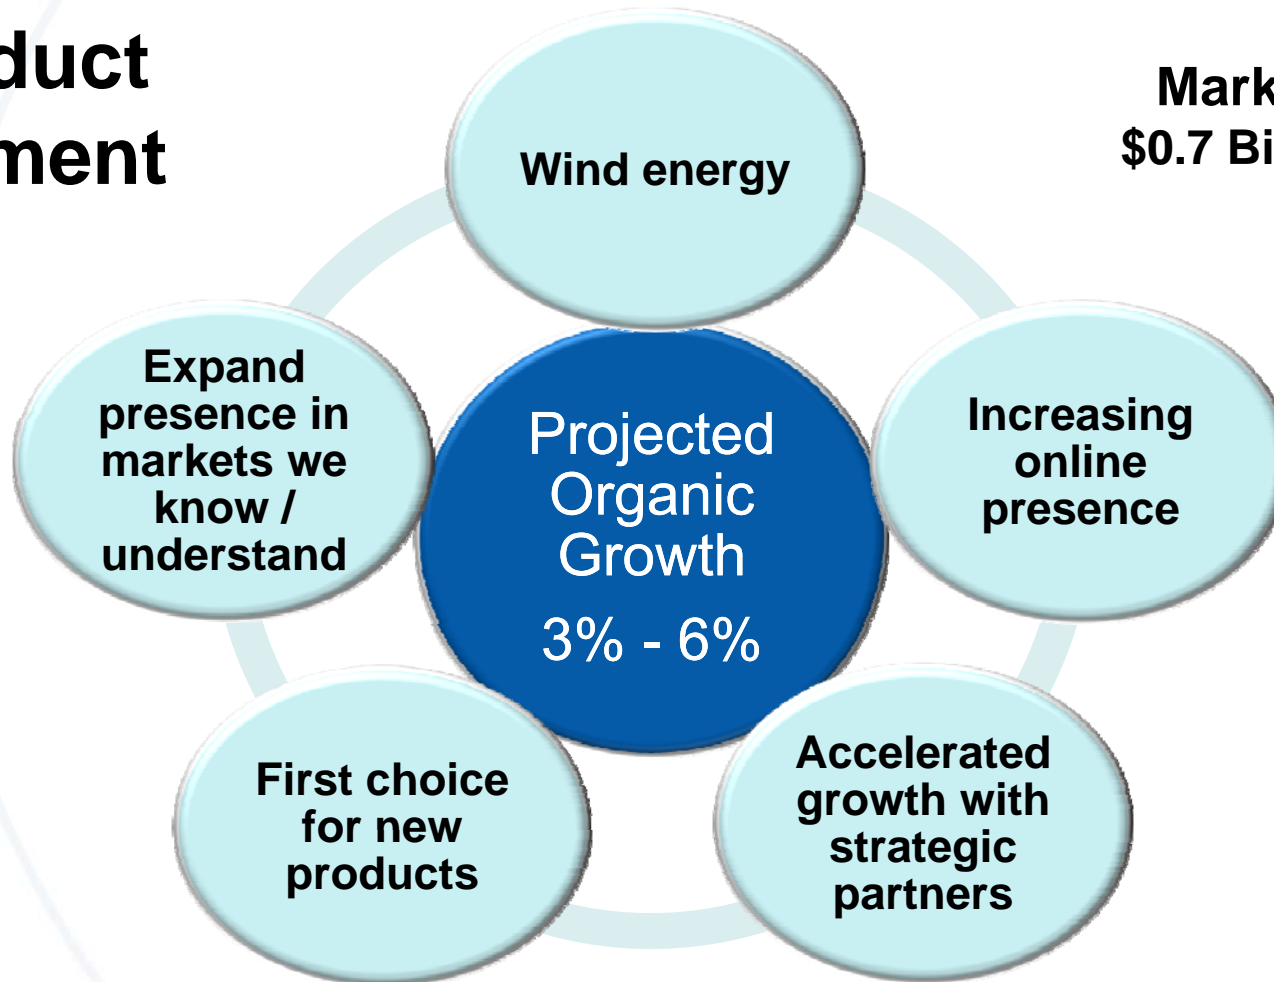 duct
ment
Mark
$0.7 Bi
Wind energy
Expand
presence in
markets we
know /
understand
Projected
Organic
Growth
3% - 6%
Increasing
online
presence
First choice
for new
products
Accelerated
growth with
strategic
partners